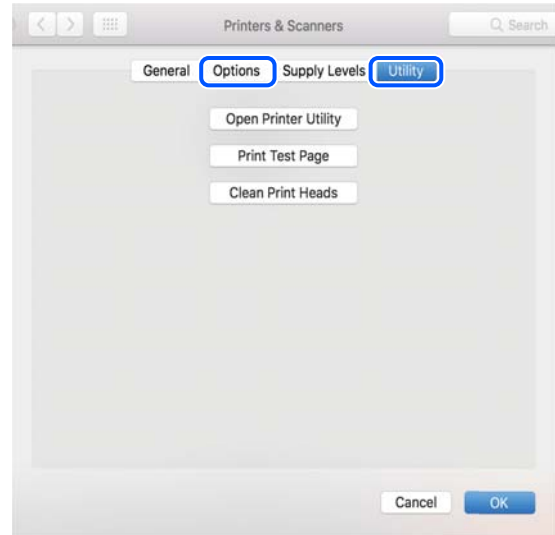 Printers & Scanners Search
General Options Supply Levels Utility
Open Printer Utility
Print Test Page
Clean Print Heads
Cancel OK